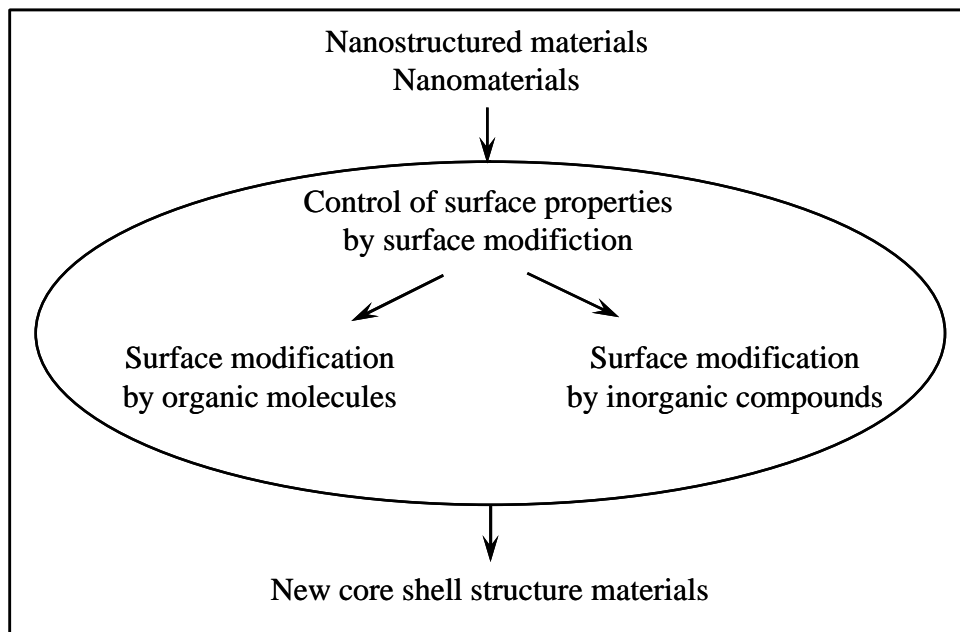 Nanostructured materials
Nanomaterials
Control of surface properties
by surface modifiction
Surface modification
by organic molecules
Surface modification
by inorganic compounds
New core shell structure materials